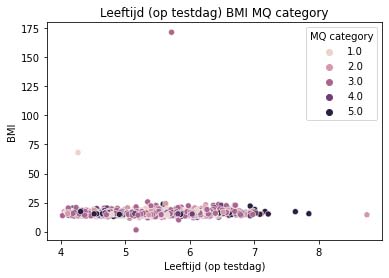 Leeftijd (op testdag) BMI MQ category
175
150
125
100
75
50
25
0
BMI
MQ category
1.0
2.0
3.0
4.0
5.0
4 5 6 7 8
Leeftijd (op testdag)